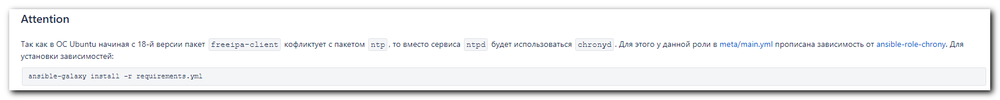 Attention
Так как в ОС Ubuntu начиная с 18-й версии пакет freeipa-client кофликтует с пакетом ntp, то вместо сервиса ntpd будет использоваться chronyd. Для этого у данной роли в meta/main.yml прописана зависимость от ansible-role-chrony. Для
установки зависимостей:
ansible-galaxy install -r requirements.yml